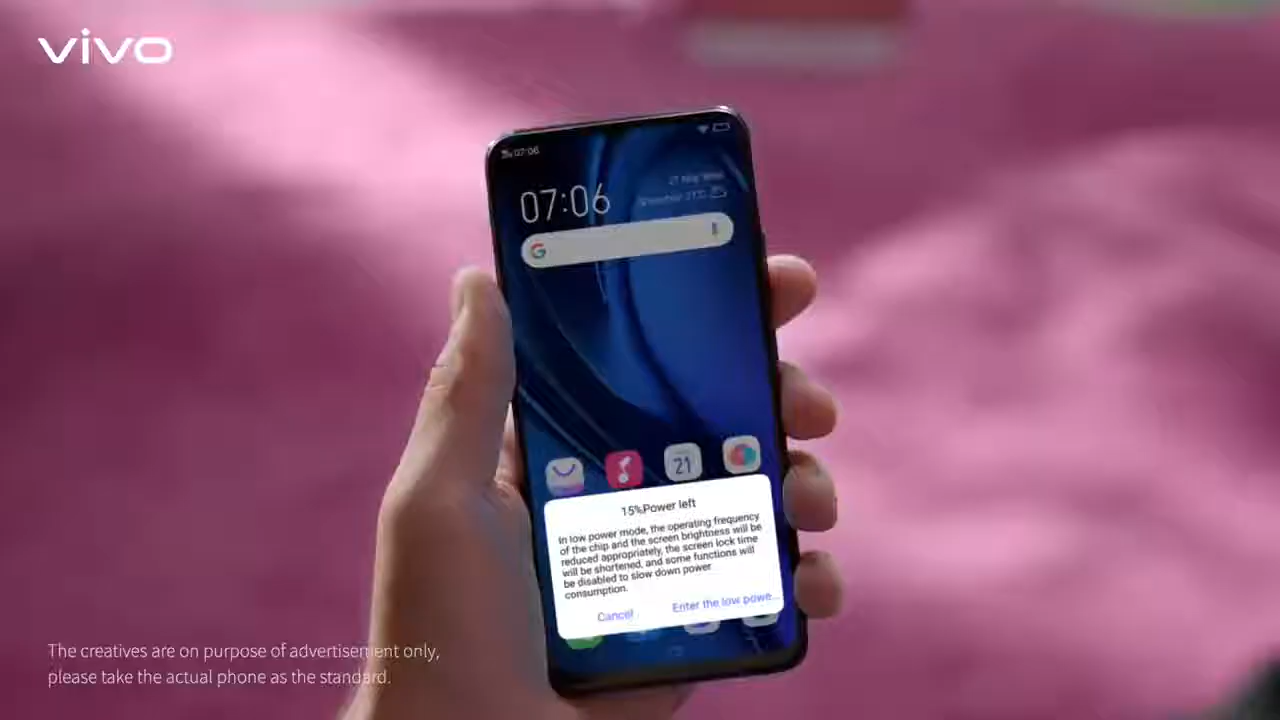 vivo
07:06
07:06
G
21
15%Power left
In low power mode, the operating frequency
of the chip and the screen brightness will be
reduced appropriately, the screen lock time
will be shortened, and some functions will
be disabled to slow down power
consumption.
Cancel
Enter the low powe...
The creatives are on purpose of advertisement only,
please take the actual phone as the standard.